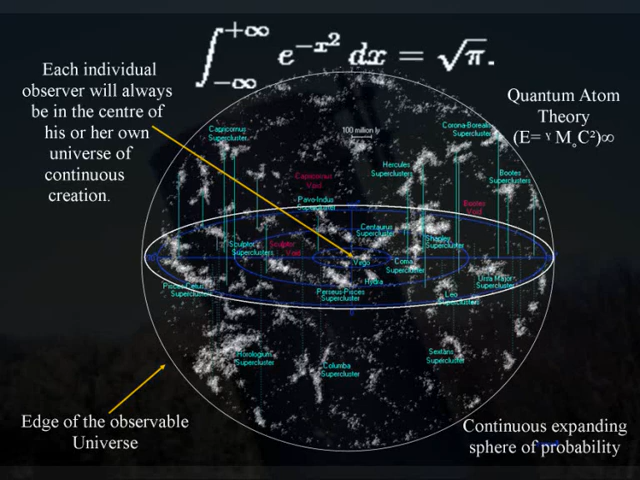 ∫₋∞⁺∞ e^(-x²) dx = √π.
Each individual
observer will always
be in the centre of
his or her own
universe of
continuous
creation.
Quantum Atom
Theory
(E= ᵞ M₀C²)∞
Capricornus
Supercluster
100 million ly
Corona-Borealis
Supercluster
Hercules
Superclusters
Capricornus
Void
Bootes
Superclusters
Pavo-Indus
Supercluster
Bootes
Void
Centaurus
Supercluster
Shapley
Supercluster
Sculptor
Superclusters
Sculptor
Void
Virgo
Coma
Supercluster
Hydra
Pisces-Cetus
Superclusters
Perseus-Pisces
Supercluster
Leo
Superclusters
Ursa Major
Supercluster
Horologium
Supercluster
Columba
Supercluster
Sextans
Supercluster
Edge of the observable
Universe
Continuous expanding
sphere of probability